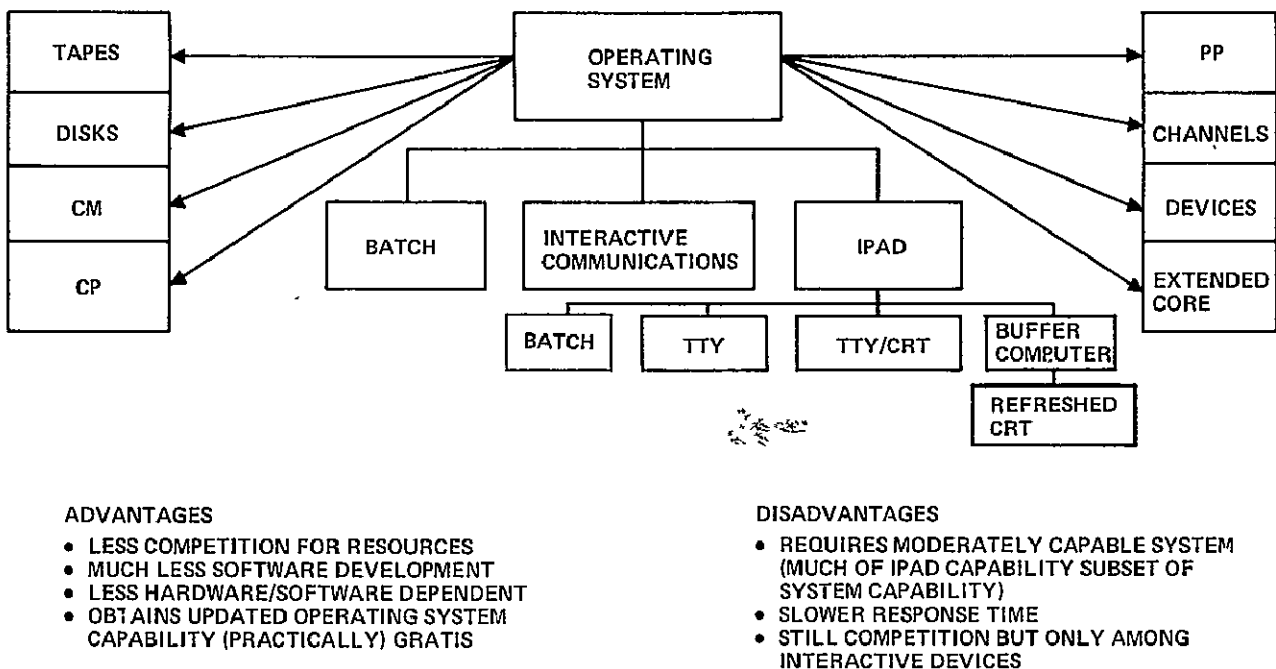 TAPES
DISKS
CM
CP
OPERATING
SYSTEM
PP
CHANNELS
DEVICES
EXTENDED
CORE
BATCH
INTERACTIVE
COMMUNICATIONS
IPAD
BATCH
TTY
TTY/CRT
BUFFER
COMPUTER
REFRESHED
CRT
ADVANTAGES
• LESS COMPETITION FOR RESOURCES
• MUCH LESS SOFTWARE DEVELOPMENT
• LESS HARDWARE/SOFTWARE DEPENDENT
• OBTAINS UPDATED OPERATING SYSTEM
CAPABILITY (PRACTICALLY) GRATIS
DISADVANTAGES
• REQUIRES MODERATELY CAPABLE SYSTEM
(MUCH OF IPAD CAPABILITY SUBSET OF
SYSTEM CAPABILITY)
• SLOWER RESPONSE TIME
• STILL COMPETITION BUT ONLY AMONG
INTERACTIVE DEVICES